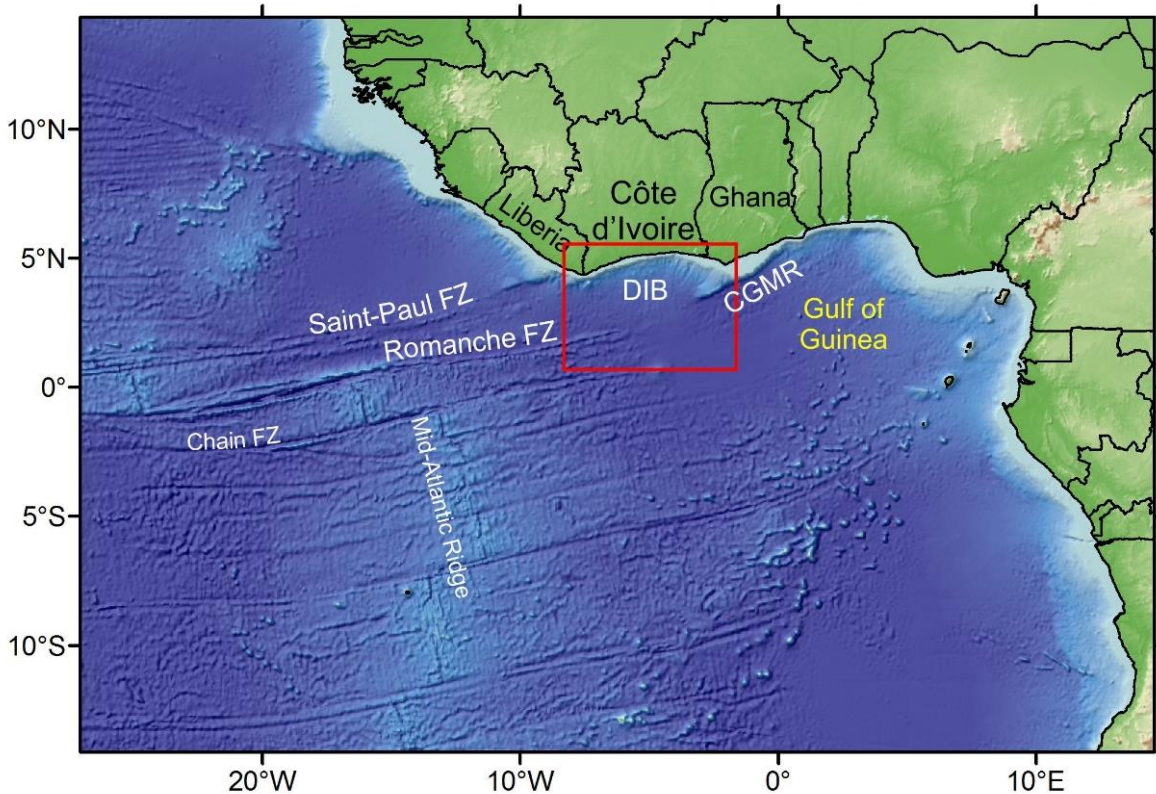 10°N
5°N
0°
5°S
10°S
Liberia
Côte
d'Ivoire
Ghana
DIB
CGMR
Gulf of
Guinea
Saint-Paul FZ
Romanche FZ
Chain FZ
Mid-Atlantic Ridge
20°W
10°W
0°
10°E